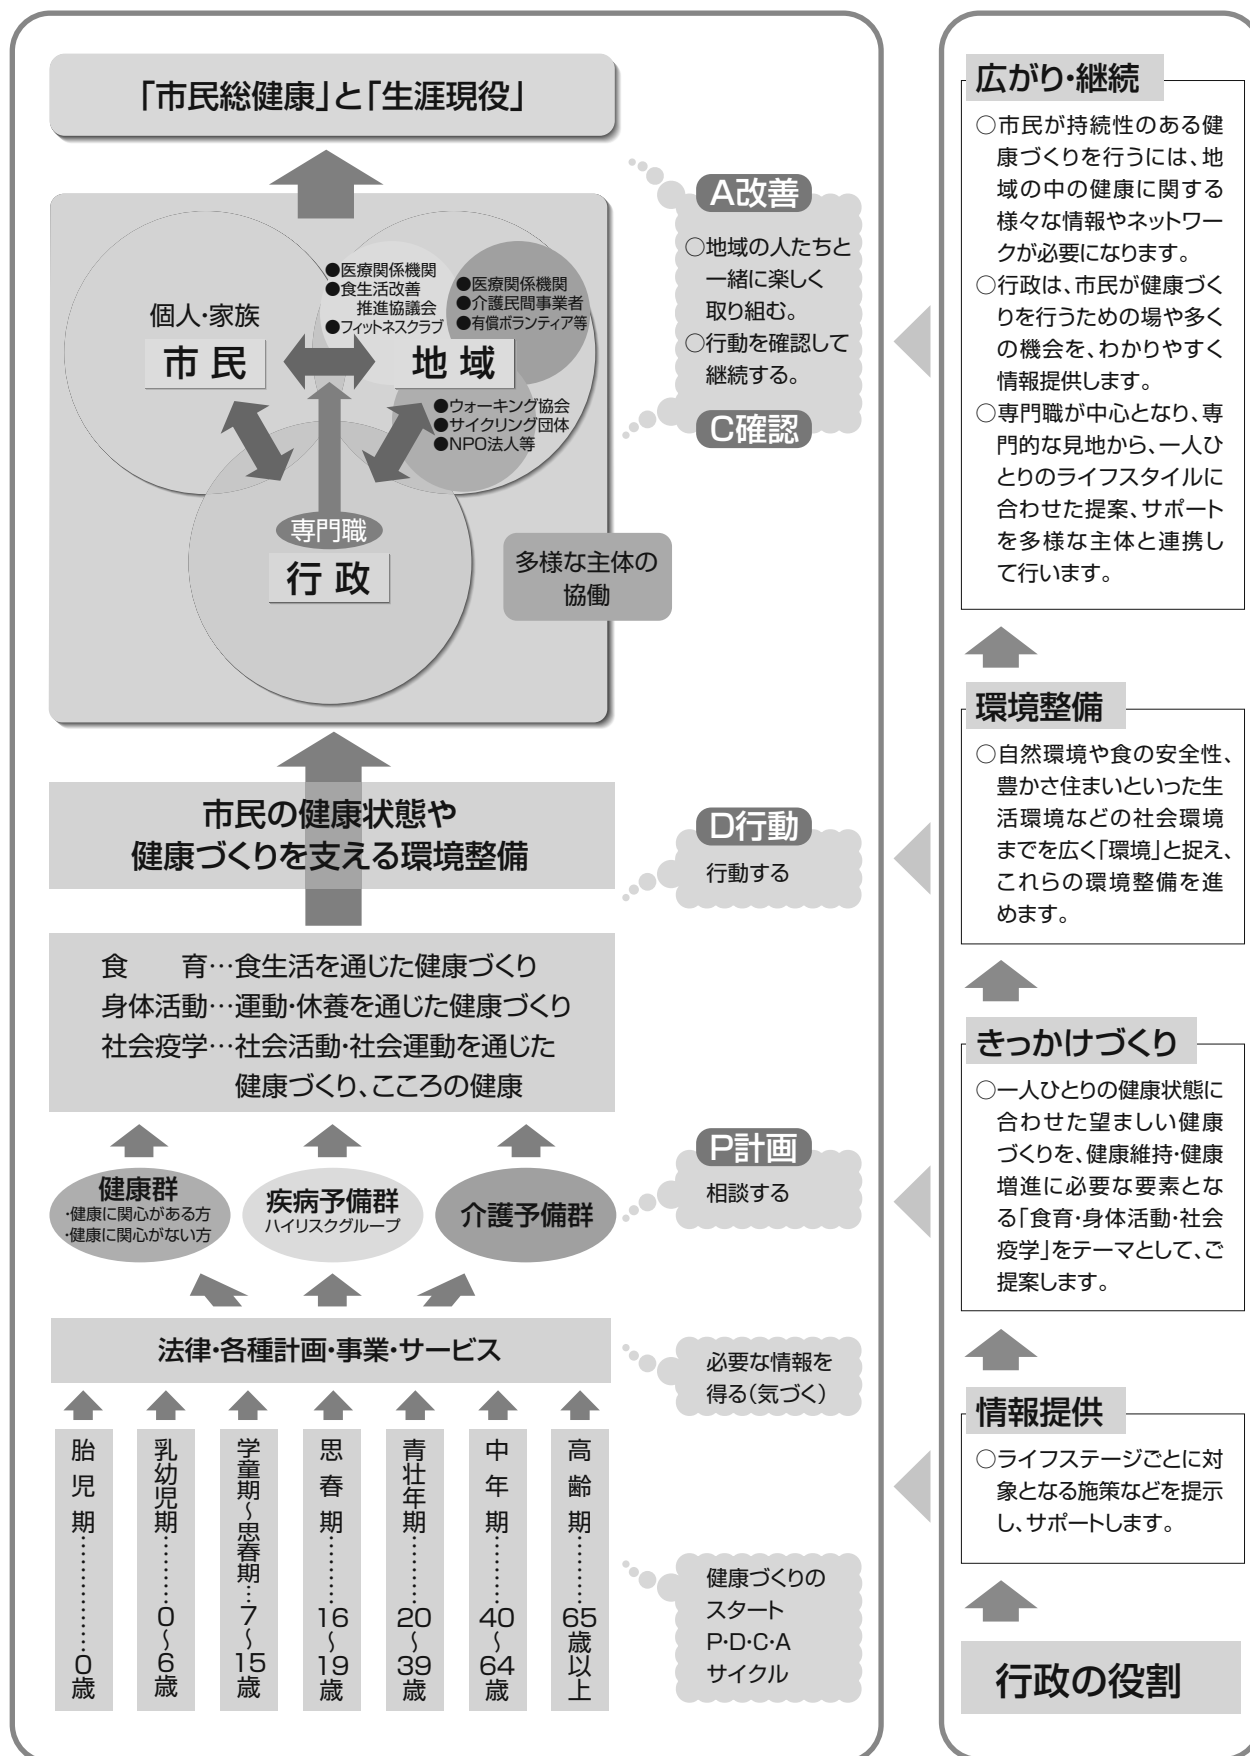 「市民総健康」と「生涯現役」
個人・家族
市民
●医療関係機関
●食生活改善
推進協議会
●フィットネスクラブ
●医療関係機関
●介護民間事業者
●有償ボランティア等
地域
●ウォーキング協会
●サイクリング団体
●NPO法人等
専門職
行政
多様な主体の
協働
A改善
○地域の人たちと
一緒に楽しく
取り組む。
○行動を確認して
継続する。
C確認
市民の健康状態や
健康づくりを支える環境整備
D行動
行動する
食　　育…食生活を通じた健康づくり
身体活動…運動・休養を通じた健康づくり
社会疫学…社会活動・社会運動を通じた
健康づくり、こころの健康
健康群
・健康に関心がある方
・健康に関心がない方
疾病予備群
ハイリスクグループ
介護予備群
P計画
相談する
法律・各種計画・事業・サービス
必要な情報を
得る(気づく)
胎児期………………0歳
乳幼児期………0〜6歳
学童期〜思春期…7〜15歳
思春期………16〜19歳
青壮年期………20〜39歳
中年期………40〜64歳
高齢期………65歳以上
健康づくりの
スタート
P・D・C・A
サイクル
広がり・継続
○市民が持続性のある健
康づくりを行うには、地
域の中の健康に関する
様々な情報やネットワー
クが必要になります。
○行政は、市民が健康づく
りを行うための場や多く
の機会を、わかりやすく
情報提供します。
○専門職が中心となり、専
門的な見地から、一人ひ
とりのライフスタイルに
合わせた提案、サポート
を多様な主体と連携し
て行います。
環境整備
○自然環境や食の安全性、
豊かさ住まいといった生
活環境などの社会環境
までを広く「環境」と捉え、
これらの環境整備を進
めます。
きっかけづくり
○一人ひとりの健康状態に
合わせた望ましい健康
づくりを、健康維持・健康
増進に必要な要素とな
る「食育・身体活動・社会
疫学」をテーマとして、ご
提案します。
情報提供
○ライフステージごとに対
象となる施策などを提示
し、サポートします。
行政の役割